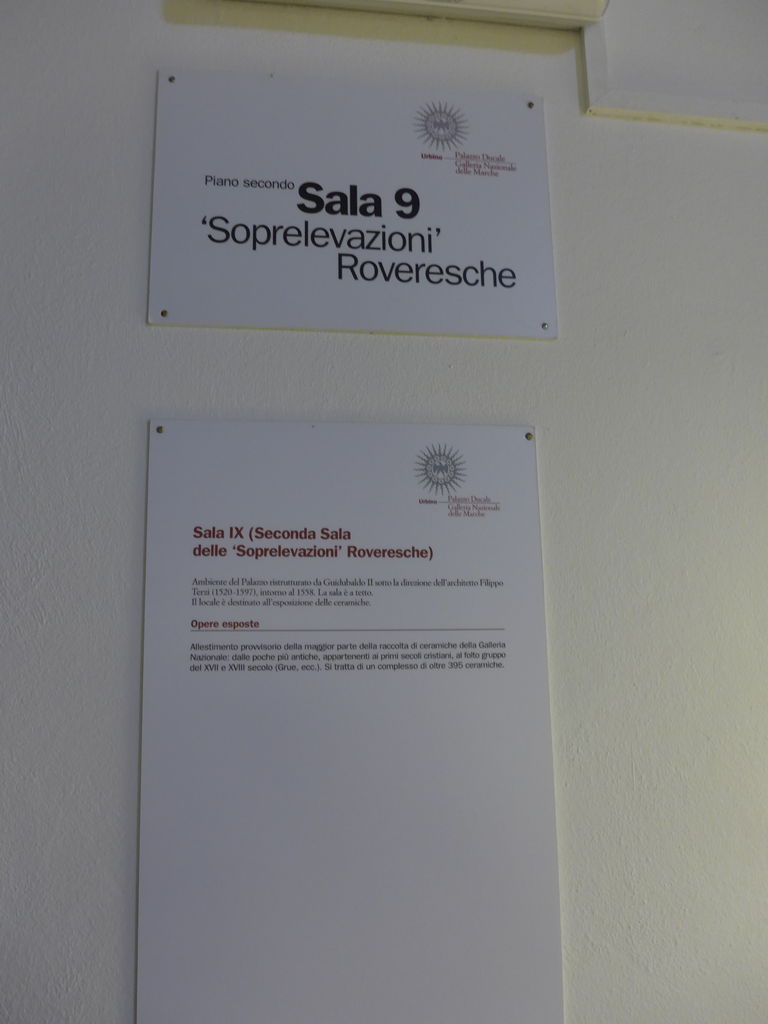 Urbino
Palazzo Ducale
Galleria Nazionale
delle Marche
Piano secondo Sala 9
‘Soprelevazioni’
Roveresche
Urbino
Palazzo Ducale
Galleria Nazionale
delle Marche
Sala IX (Seconda Sala
delle ‘Soprelevazioni’ Roveresche)
Ambiente del Palazzo ristrutturato da Guidubaldo II sotto la direzione dell'architetto Filippo
Terzi (1520-1597), intorno al 1558. La sala è a tetto.
Il locale è destinato all'esposizione delle ceramiche.
Opere esposte
Allestimento provvisorio della maggior parte della raccolta di ceramiche della Galleria
Nazionale: dalle poche più antiche, appartenenti ai primi secoli cristiani, al folto gruppo
del XVII e XVIII secolo (Grue, ecc.). Si tratta di un complesso di oltre 395 ceramiche.